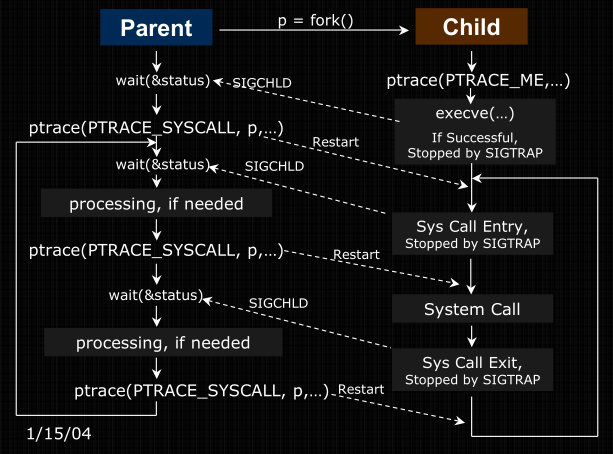 Parent
p = fork()
Child
wait(&status)
SIGCHLD
ptrace(PTRACE_ME,...)
execve(...)
If Successful,
Stopped by SIGTRAP
ptrace(PTRACE_SYSCALL, p,...)
Restart
wait(&status)
SIGCHLD
processing, if needed
Sys Call Entry,
Stopped by SIGTRAP
ptrace(PTRACE_SYSCALL, p,...)
Restart
wait(&status)
SIGCHLD
System Call
processing, if needed
Sys Call Exit,
Stopped by SIGTRAP
ptrace(PTRACE_SYSCALL, p,...)
Restart
1/15/04